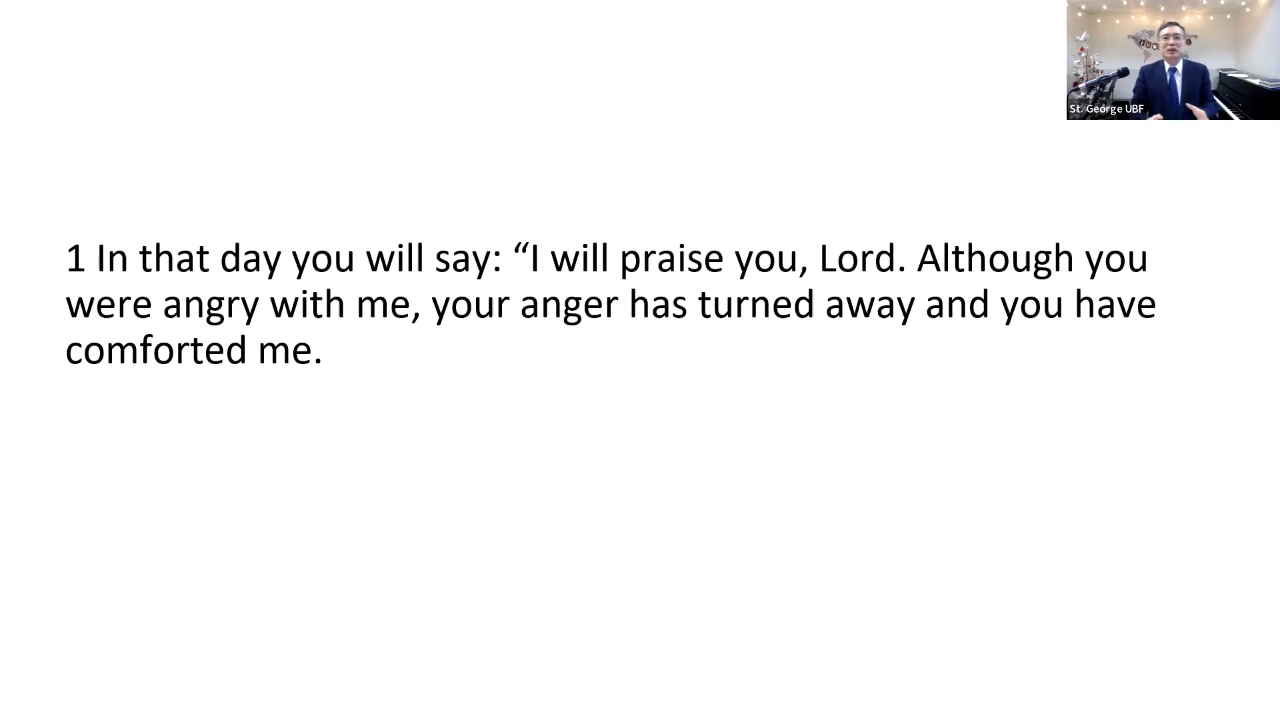 St. George UBF
1 In that day you will say: “I will praise you, Lord. Although you
were angry with me, your anger has turned away and you have
comforted me.